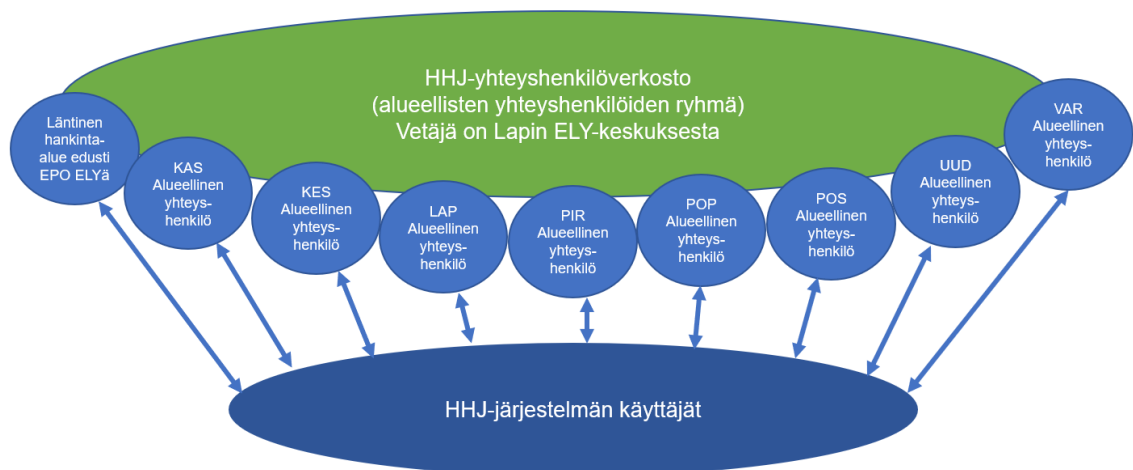 HHJ-yhteyshenkilöverkosto
(alueellisten yhteyshenkilöiden ryhmä)
Vetäjä on Lapin ELY-keskuksesta
Läntinen
hankinta-
alue edusti
EPO ELYä
KAS
Alueellinen
yhteys-
henkilö
KES
Alueellinen
yhteys-
henkilö
LAP
Alueellinen
yhteys-
henkilö
PIR
Alueellinen
yhteys-
henkilö
POP
Alueellinen
yhteys-
henkilö
POS
Alueellinen
yhteys-
henkilö
UUD
Alueellinen
yhteys-
henkilö
VAR
Alueellinen
yhteys-
henkilö
HHJ-järjestelmän käyttäjät